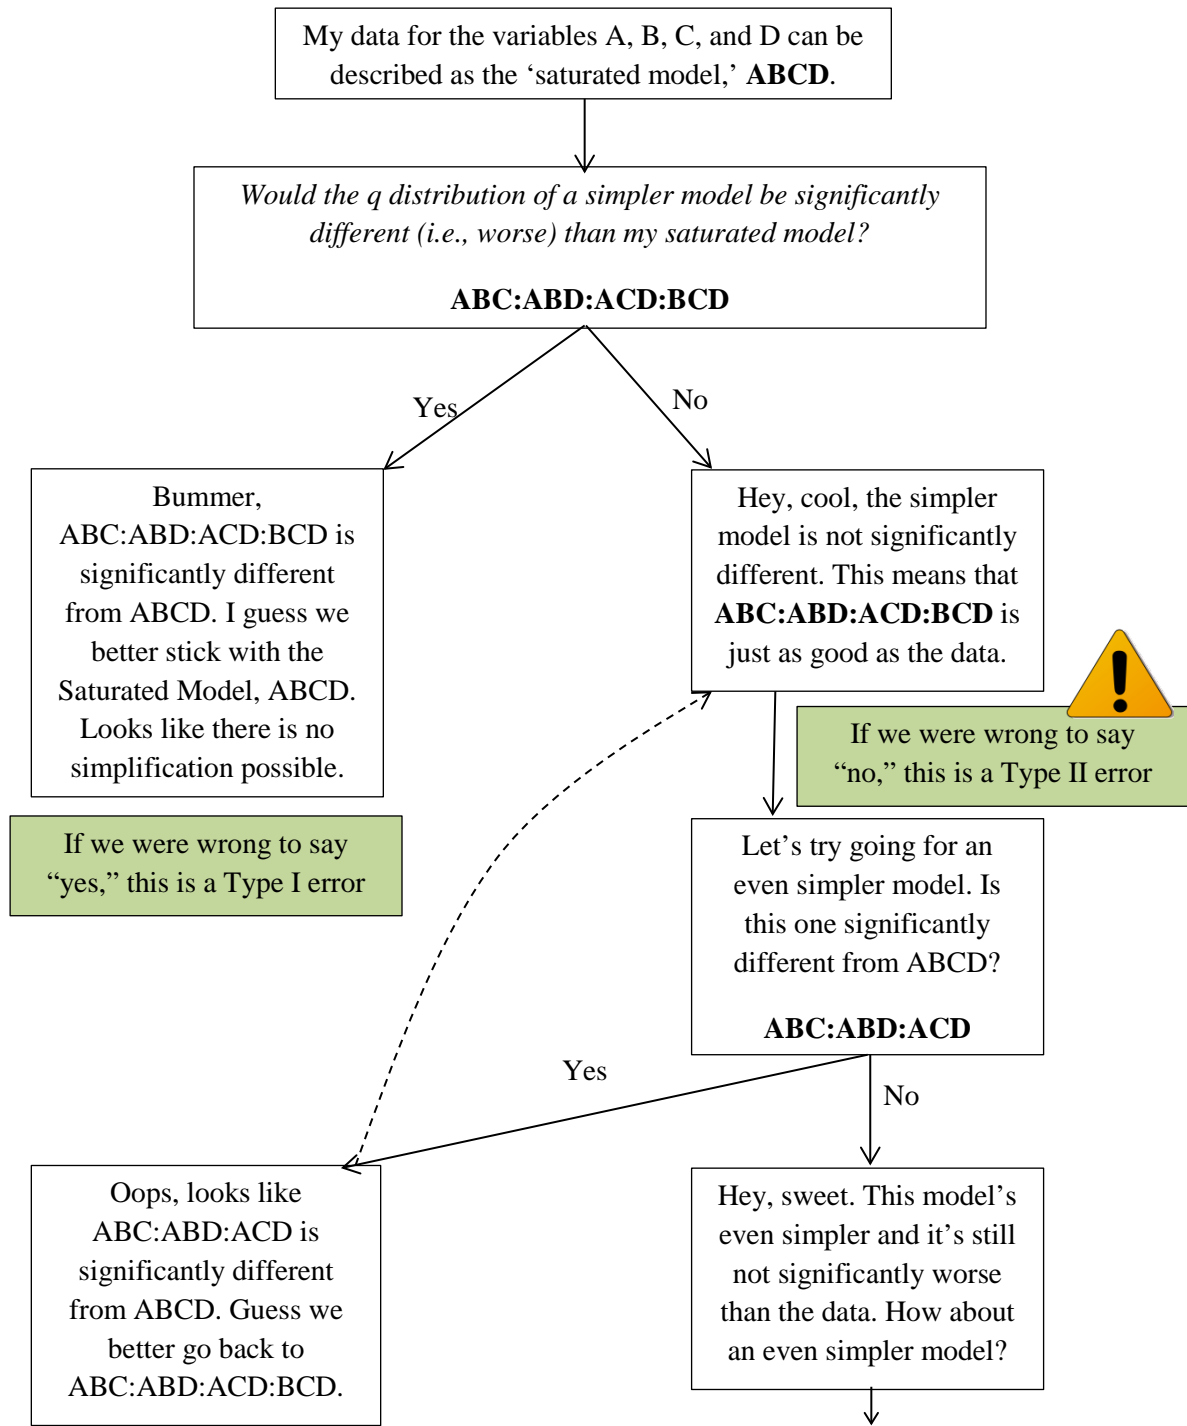 My data for the variables A, B, C, and D can be
described as the ‘saturated model,’ ABCD.
Would the q distribution of a simpler model be significantly
different (i.e., worse) than my saturated model?
ABC:ABD:ACD:BCD
Yes
No
Bummer,
ABC:ABD:ACD:BCD is
significantly different
from ABCD. I guess we
better stick with the
Saturated Model, ABCD.
Looks like there is no
simplification possible.
If we were wrong to say
“yes,” this is a Type I error
Hey, cool, the simpler
model is not significantly
different. This means that
ABC:ABD:ACD:BCD is
just as good as the data.
If we were wrong to say
“no,” this is a Type II error
Let’s try going for an
even simpler model. Is
this one significantly
different from ABCD?
ABC:ABD:ACD
Yes
No
Oops, looks like
ABC:ABD:ACD is
significantly different
from ABCD. Guess we
better go back to
ABC:ABD:ACD:BCD.
Hey, sweet. This model’s
even simpler and it’s still
not significantly worse
than the data. How about
an even simpler model?